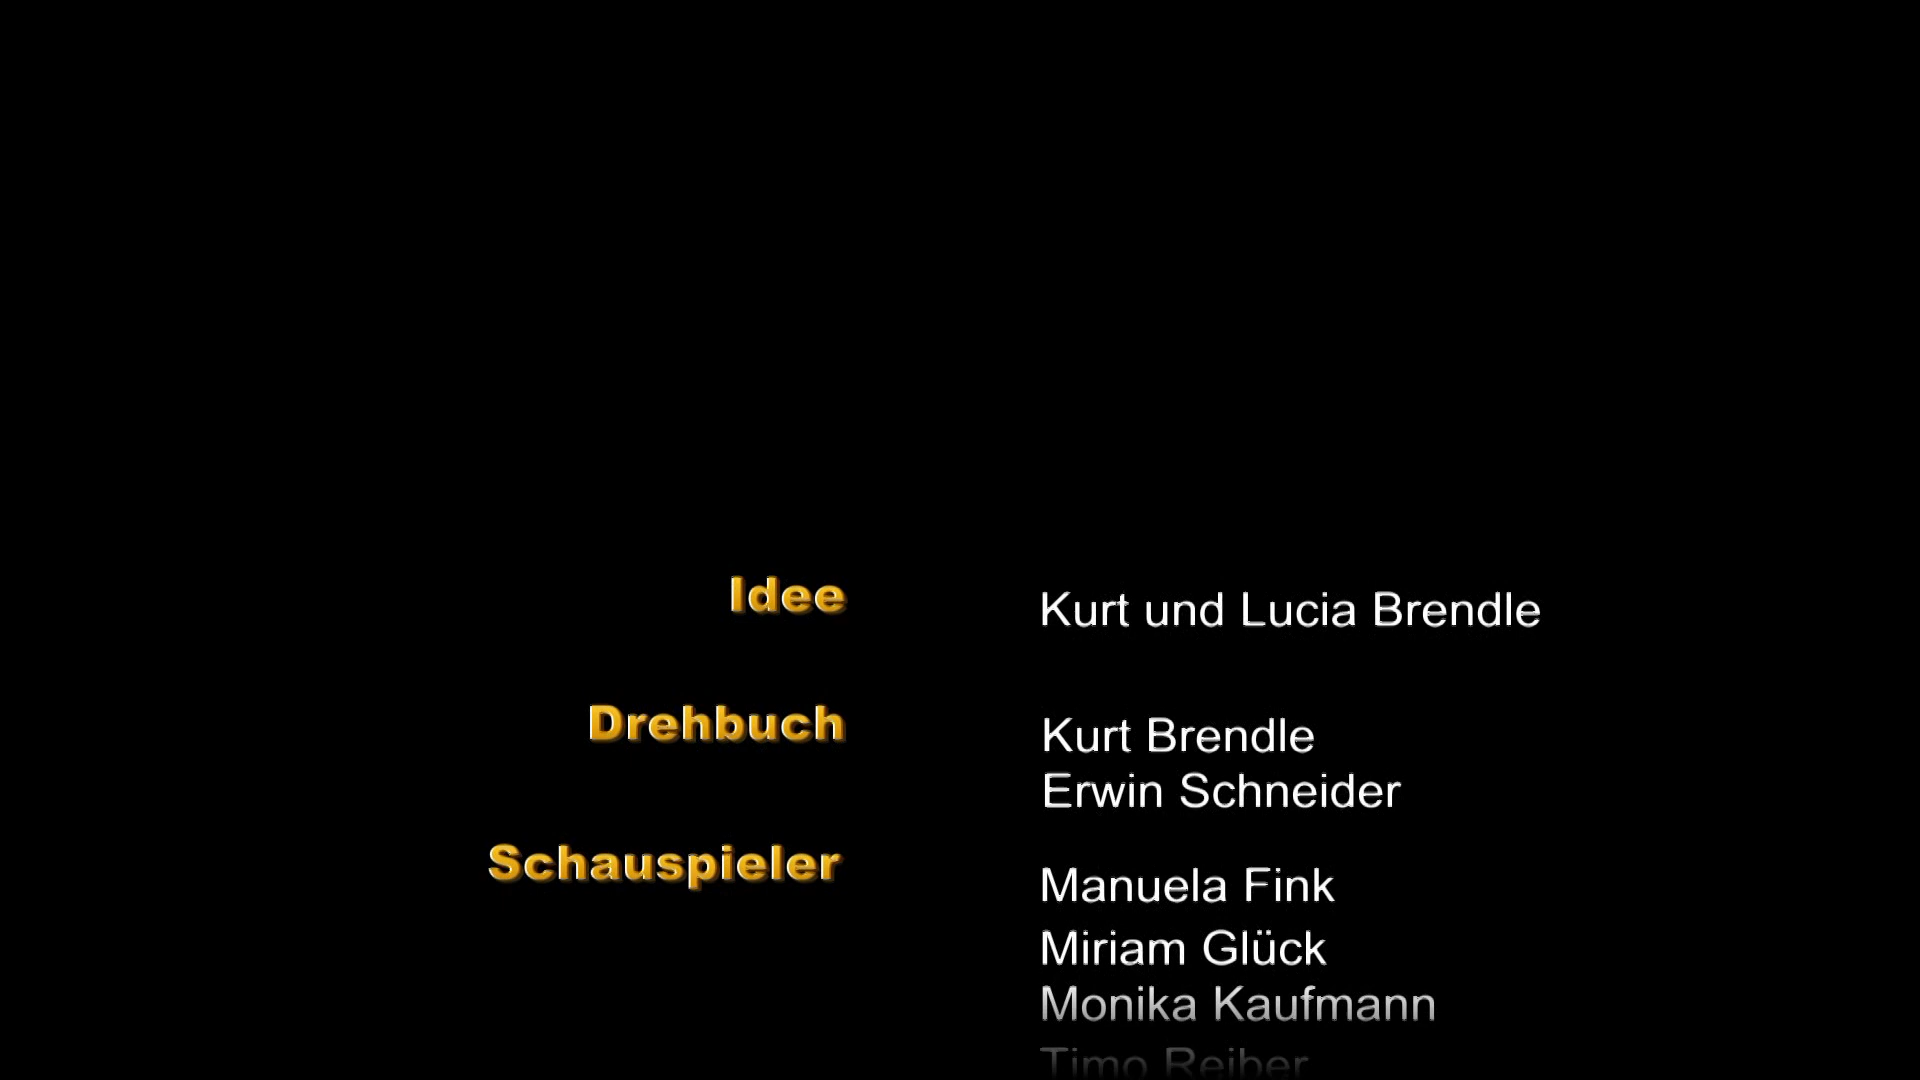 Idee
Kurt und Lucia Brendle
Drehbuch
Kurt Brendle
Erwin Schneider
Schauspieler
Manuela Fink
Miriam Glück
Monika Kaufmann
Timo Reiber